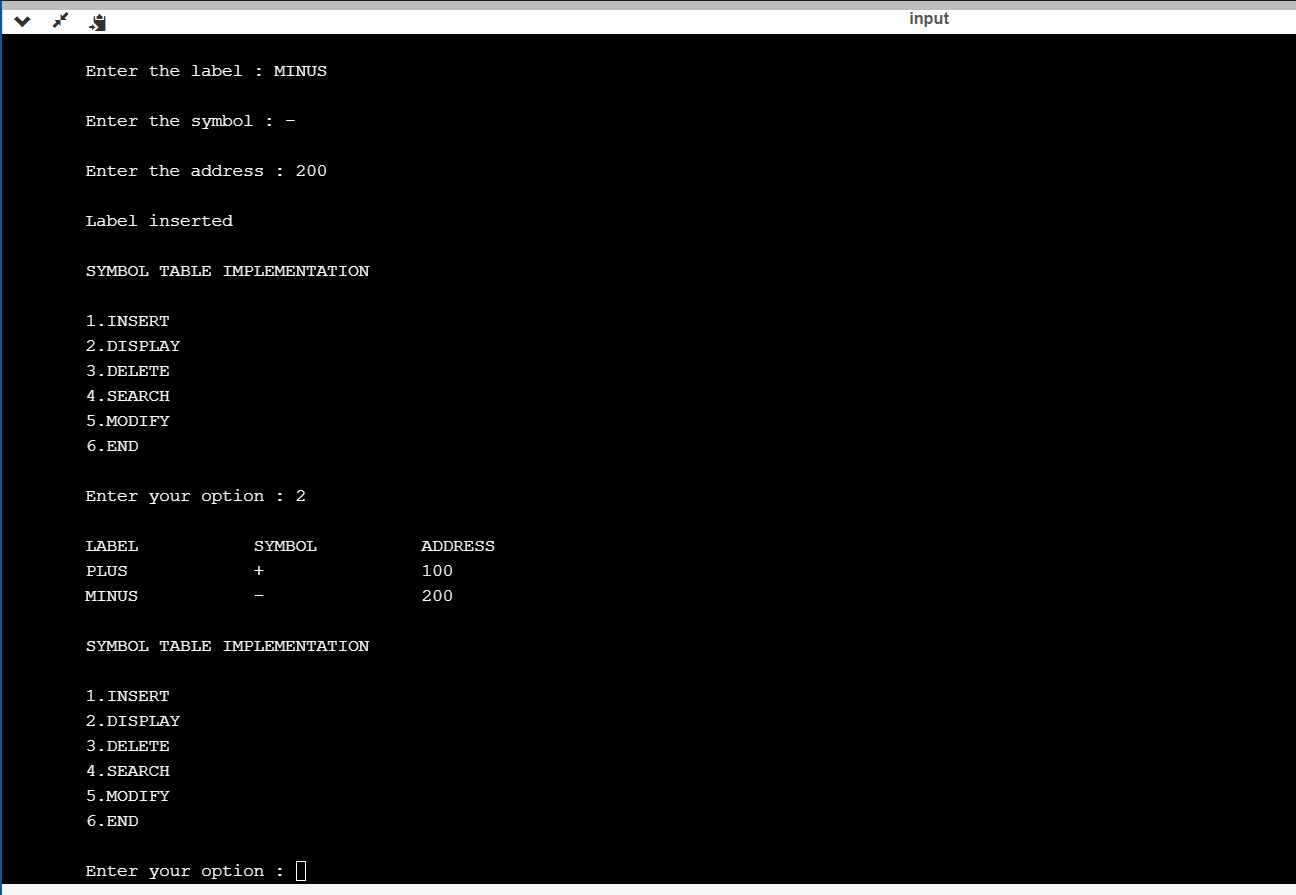 input
Enter the label : MINUS
Enter the symbol : -
Enter the address : 200
Label inserted
SYMBOL TABLE IMPLEMENTATION
1.INSERT
2.DISPLAY
3.DELETE
4.SEARCH
5.MODIFY
6.END
Enter your option : 2
LABEL SYMBOL ADDRESS
PLUS + 100
MINUS - 200
SYMBOL TABLE IMPLEMENTATION
1.INSERT
2.DISPLAY
3.DELETE
4.SEARCH
5.MODIFY
6.END
Enter your option :